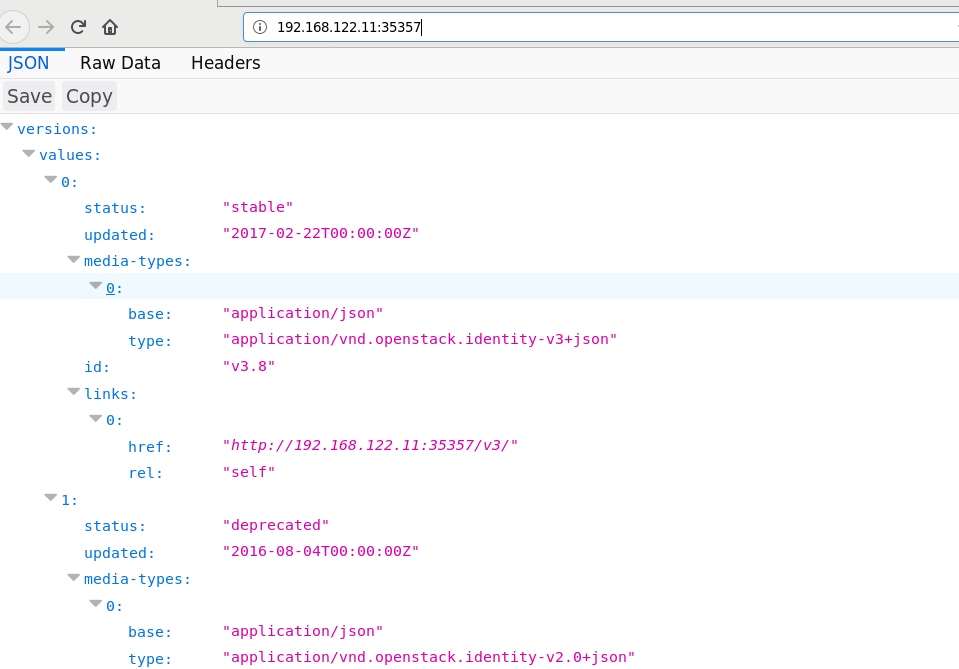 192.168.122.11:35357
JSON Raw Data Headers
Save Copy
versions:
values:
0:
status: "stable"
updated: "2017-02-22T00:00:00Z"
media-types:
0:
base: "application/json"
type: "application/vnd.openstack.identity-v3+json"
id: "v3.8"
links:
0:
href: "http://192.168.122.11:35357/v3/"
rel: "self"
1:
status: "deprecated"
updated: "2016-08-04T00:00:00Z"
media-types:
0:
base: "application/json"
type: "application/vnd.openstack.identity-v2.0+json"